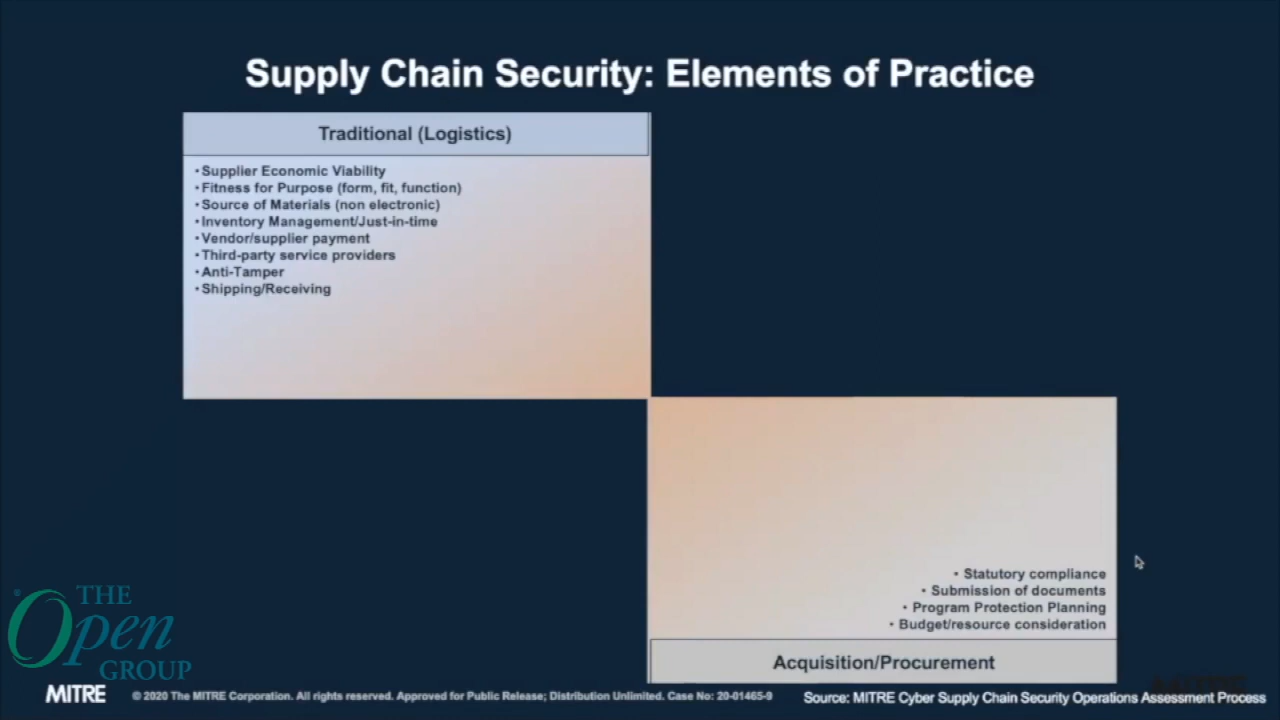 Supply Chain Security: Elements of Practice
Traditional (Logistics)
• Supplier Economic Viability
• Fitness for Purpose (form, fit, function)
• Source of Materials (non electronic)
• Inventory Management/Just-in-time
• Vendor/supplier payment
• Third-party service providers
• Anti-Tamper
• Shipping/Receiving
• Statutory compliance
• Submission of documents
• Program Protection Planning
• Budget/resource consideration
Acquisition/Procurement
THE
Open
GROUP
MITRE
© 2020 The MITRE Corporation. All rights reserved. Approved for Public Release; Distribution Unlimited. Case No: 20-01465-9
MITRE
Source: MITRE Cyber Supply Chain Security Operations Assessment Process